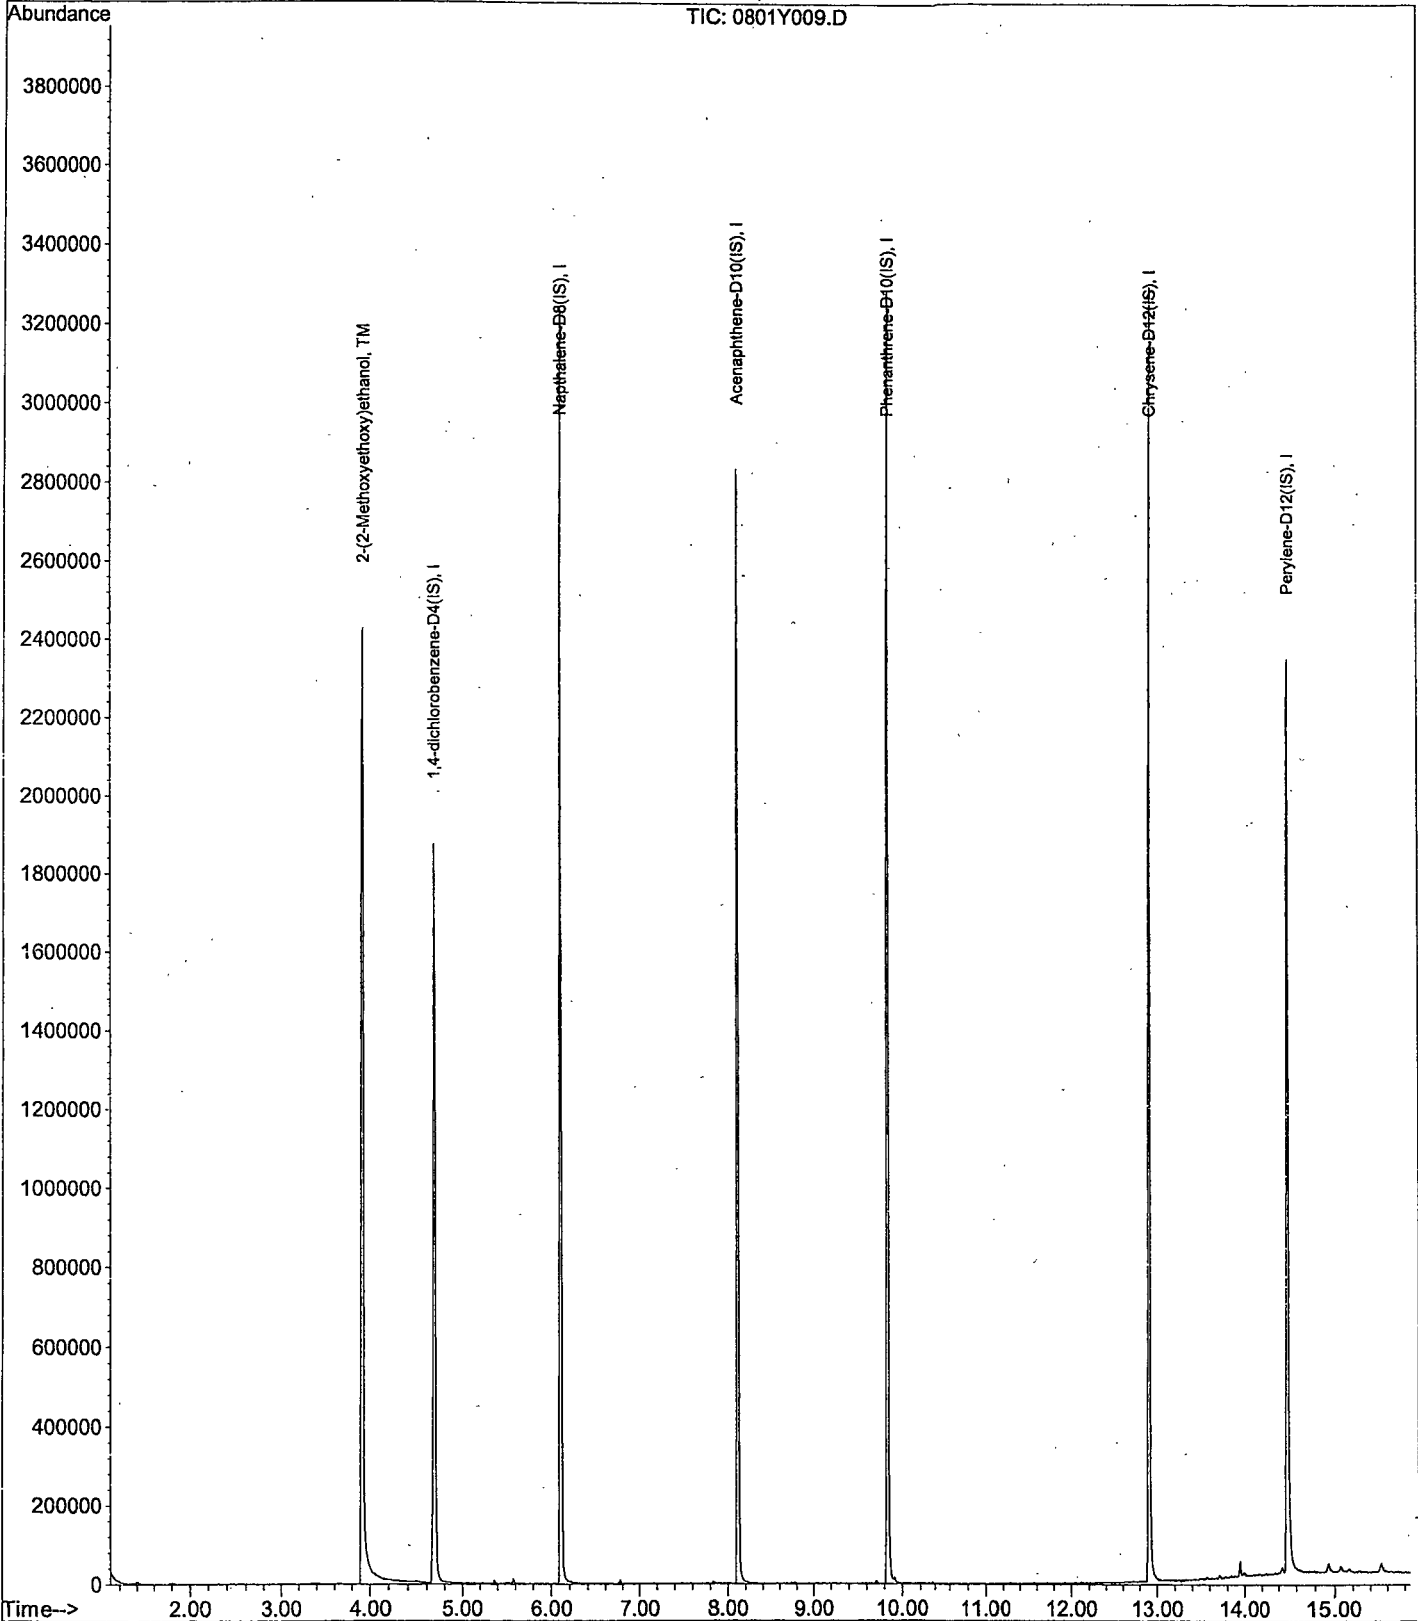 Abundance
TIC: 0801Y009.D
3800000
3600000
3400000
3200000
3000000
2800000
2600000
2400000
2200000
2000000
1800000
1600000
1400000
1200000
1000000
800000
600000
400000
200000
0
2-(2-Methoxyethoxy)ethanol, TM
1,4-dichlorobenzene-D4(IS), I
Napthalene-D8(IS), I
Acenaphthene-D10(IS), I
Phenanthrene-D10(IS), I
Chrysene-D12(IS), I
Perylene-D12(IS), I
Time--> 2.00 3.00 4.00 5.00 6.00 7.00 8.00 9.00 10.00 11.00 12.00 13.00 14.00 15.00